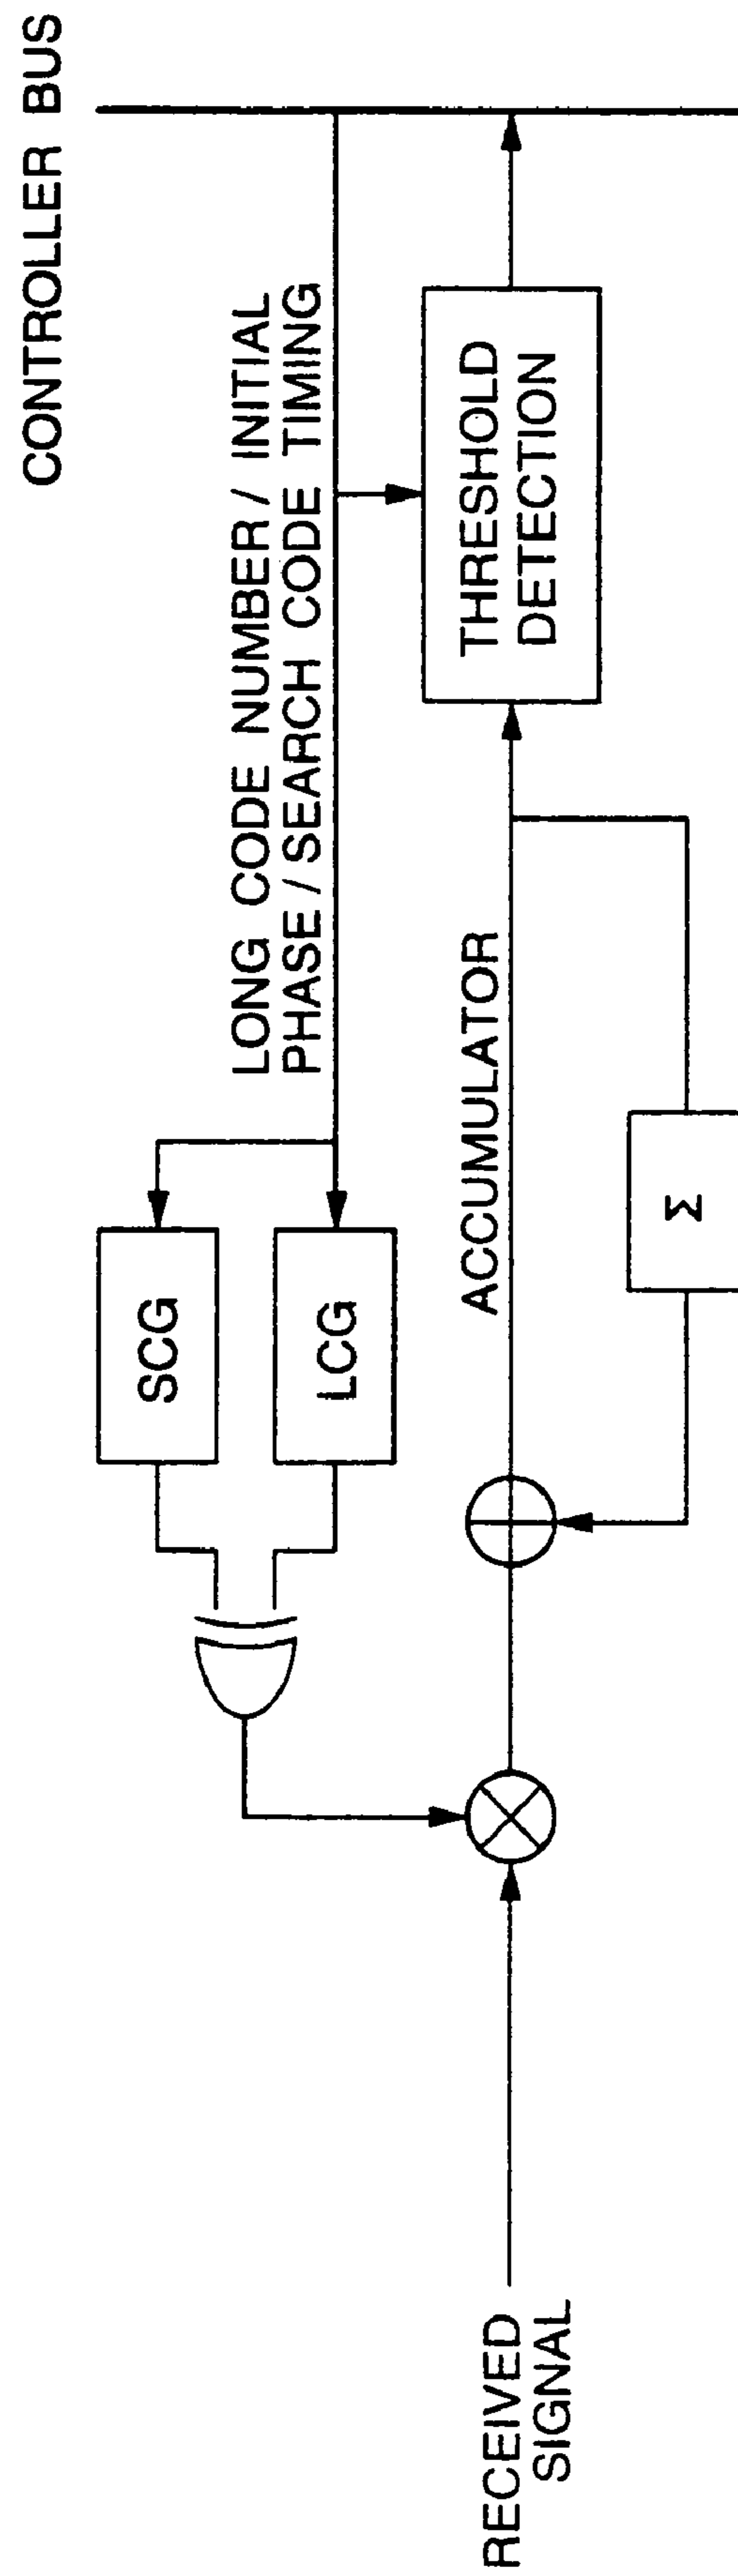 CONTROLLER BUS
LONG CODE NUMBER / INITIAL
PHASE / SEARCH CODE TIMING
SCG
LCG
ACCUMULATOR
THRESHOLD
DETECTION
Σ
RECEIVED
SIGNAL